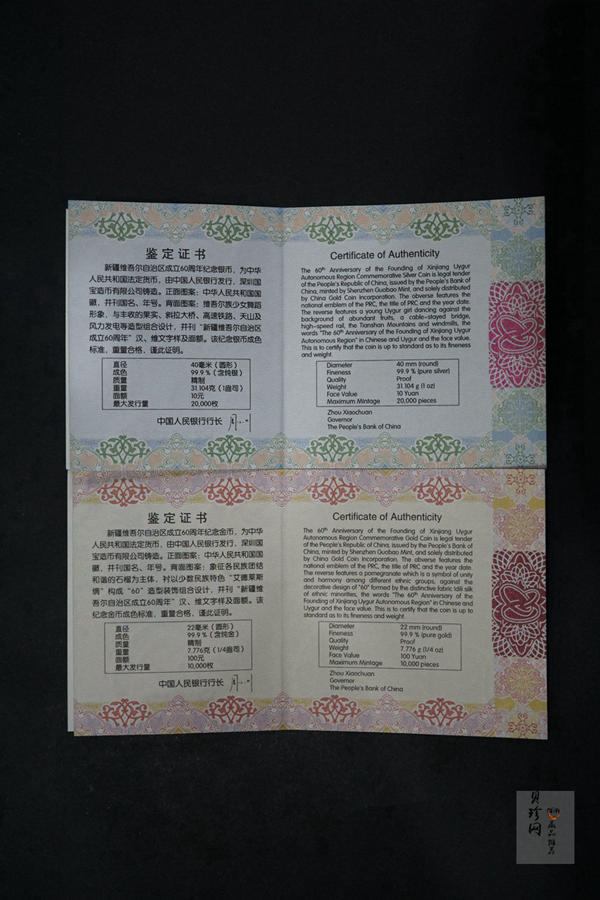 鉴定证书
新疆维吾尔自治区成立60周年纪念银币，为中华
人民共和国法定货币，由中国人民银行发行，深圳国
宝造币有限公司铸造。正面图案：中华人民共和国国
徽，并刊国名、年号。背面图案：维吾尔族少女舞蹈
形象，与丰收的果实、斜拉大桥、高速铁路、天山及
风力发电等造型组合设计，并刊“新疆维吾尔自治区
成立60周年”汉、维文字样及面额。该纪念银币成色
标准，重量合格，谨此证明。
直径 40毫米（圆形）
成色 99.9％（含纯银）
质量 精制
重量 31.104克（1盎司）
面额 10元
最大发行量 20,000枚
中国人民银行行长
Certificate of Authenticity
The 60th Anniversary of the Founding of Xinjiang Uygur
Autonomous Region Commemorative Silver Coin is legal tender
of the People's Republic of China, issued by the People's Bank of
China, minted by Shenzhen Guobao Mint, and solely distributed
by China Gold Coin Incorporation. The obverse features the
national emblem of the PRC, the title of PRC and the year date.
The reverse features a young Uygur girl dancing against the
background of abundant fruits, a cable-stayed bridge,
high-speed rail, the Tianshan Mountains and windmills, the
words "The 60th Anniversary of the Founding of Xinjiang Uygur
Autonomous Region" in Chinese and Uygur and the face value.
This is to certify that the coin is up to standard as to its fineness
and weight.
Diameter 40 mm (round)
Fineness 99.9 % (pure silver)
Quality Proof
Weight 31.104 g (1 oz)
Face Value 10 Yuan
Maximum Mintage 20,000 pieces
Zhou Xiaochuan
Governor
The People's Bank of China
鉴定证书
新疆维吾尔自治区成立60周年纪念金币，为中华
人民共和国法定货币，由中国人民银行发行，深圳国
宝造币有限公司铸造。正面图案：中华人民共和国国
徽，并刊国名、年号。背面图案：象征各民族团结
和谐的石榴为主体，衬以少数民族特色“艾德莱斯
绸”构成“60”造型装饰组合设计，并刊“新疆维
吾尔自治区成立60周年”汉、维文字样及面额。该
纪念金币成色标准，重量合格，谨此证明。
直径 22毫米（圆形）
成色 99.9％（含纯金）
质量 精制
重量 7.776克（1/4盎司）
面额 100元
最大发行量 10,000枚
中国人民银行行长
Certificate of Authenticity
The 60th Anniversary of the Founding of Xinjiang Uygur
Autonomous Region Commemorative Gold Coin is legal tender
of the People's Republic of China, issued by the People's Bank of
China, minted by Shenzhen Guobao Mint, and solely distributed
by China Gold Coin Incorporation. The obverse features the
national emblem of the PRC, the title of PRC and the year date.
The reverse features a pomegranate which is a symbol of unity
and harmony among different ethnic groups, against the
decorative design of "60" formed by the distinctive fabric Idili silk
of ethnic minorities, the words "The 60th Anniversary of the
Founding of Xinjiang Uygur Autonomous Region" in Chinese and
Uygur and the face value. This is to certify that the coin is up to
standard as to its fineness and weight.
Diameter 22 mm (round)
Fineness 99.9 % (pure gold)
Quality Proof
Weight 7.776 g (1/4 oz)
Face Value 100 Yuan
Maximum Mintage 10,000 pieces
Zhou Xiaochuan
Governor
The People's Bank of China